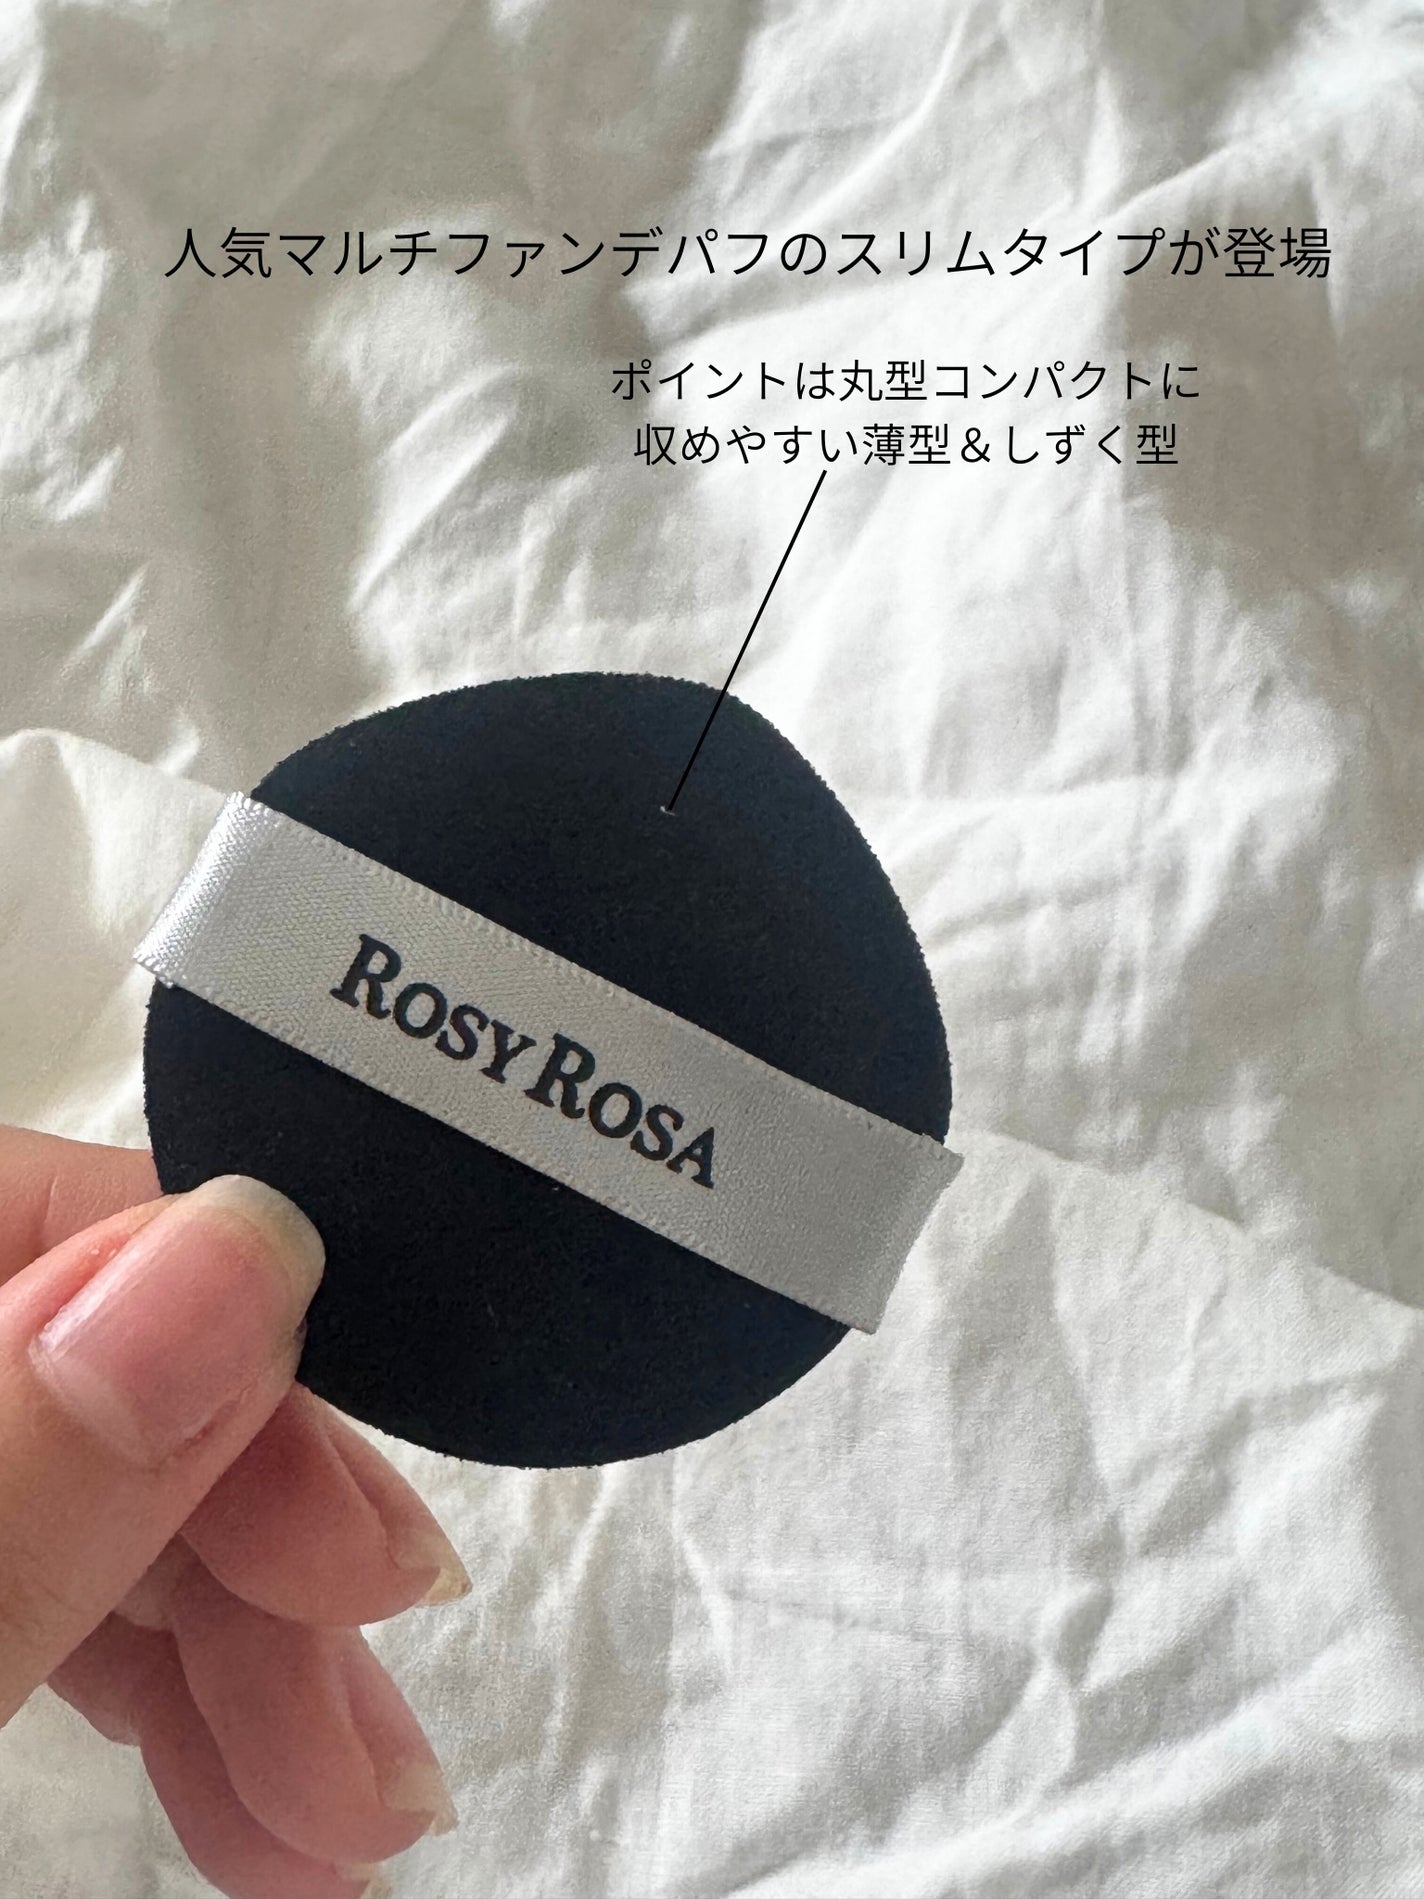 人気マルチファンデパフのスリムタイプが登場
ポイントは丸型コンパクトに
収めやすい薄型＆しずく型
ROSY ROSA